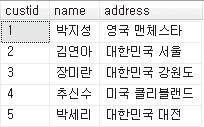 custid name address
1 박지성 영국 맨체스타
2 김연아 대한민국 서울
3 장미란 대한민국 강원도
4 추신수 미국 클리블랜드
5 박세리 대한민국 대전